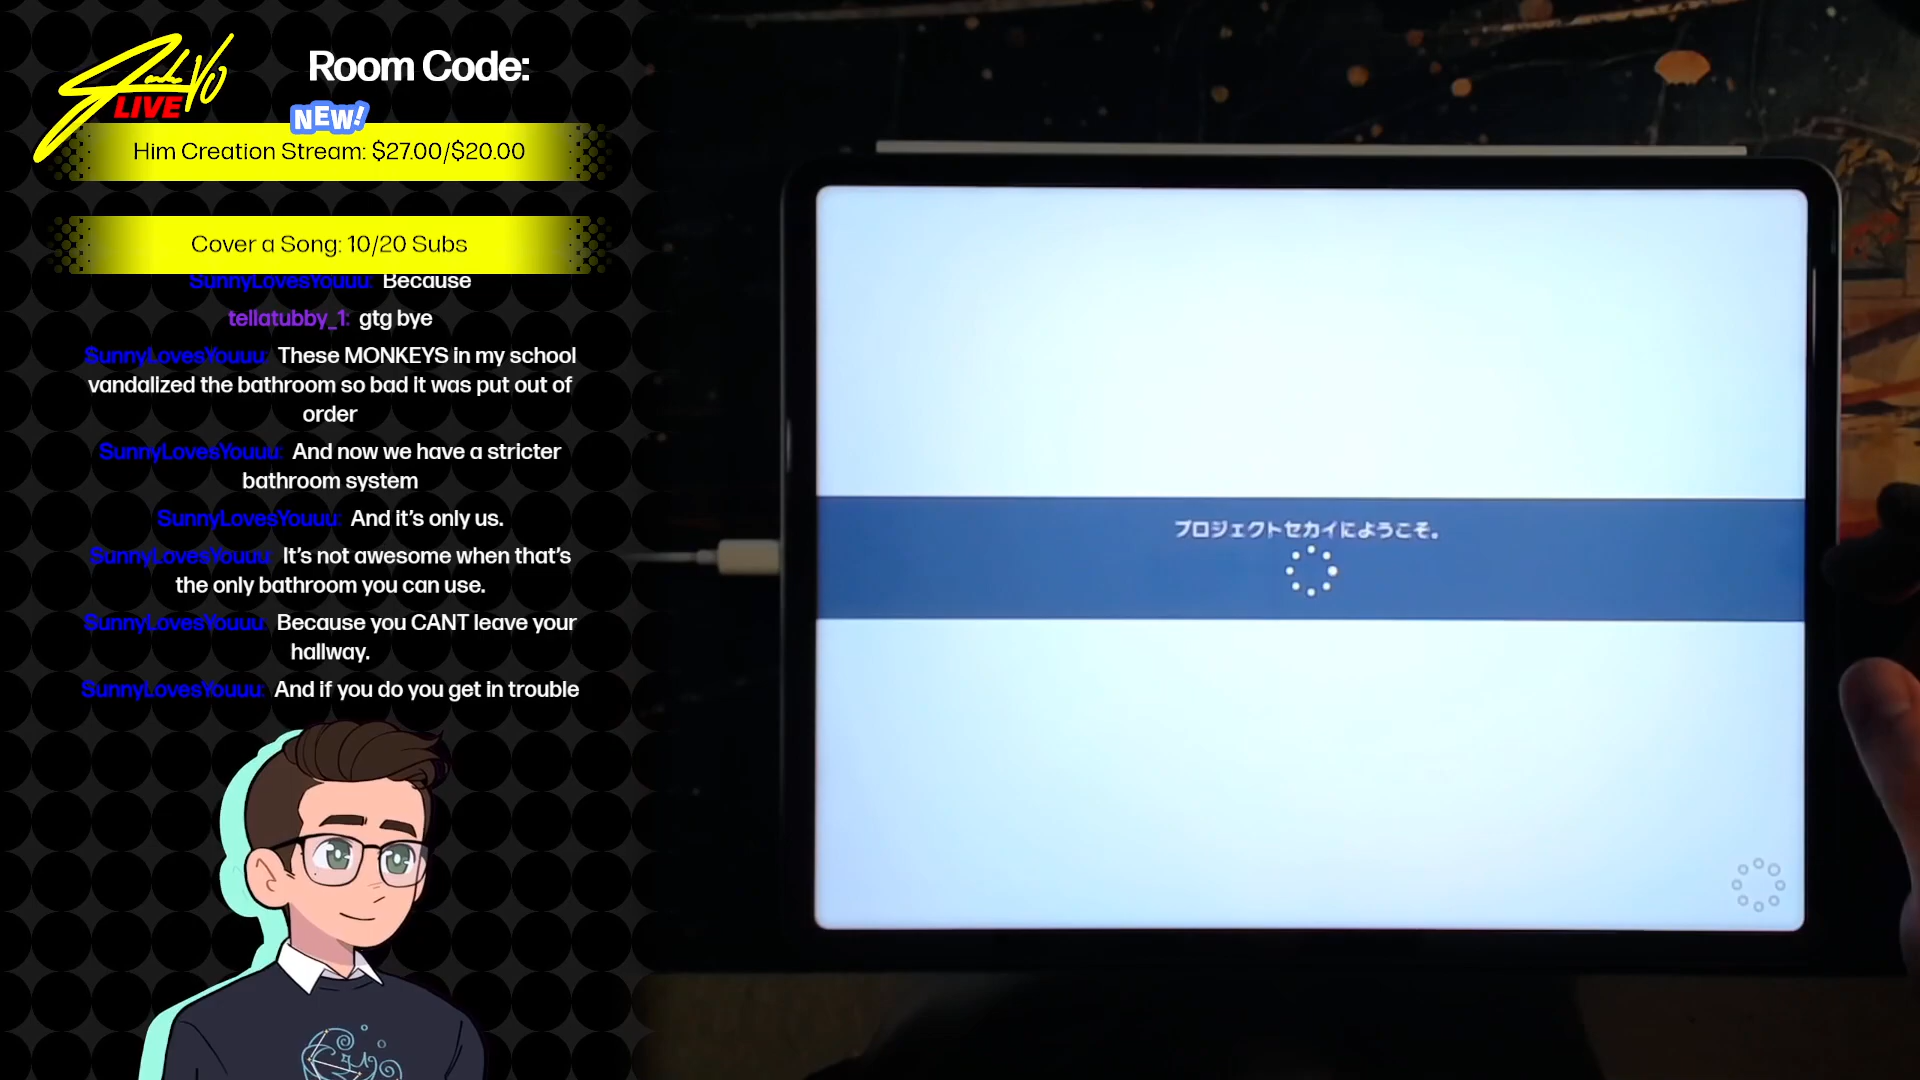 LIVE
Room Code:
NEW!
Him Creation Stream: $27.00/$20.00
Cover a Song: 10/20 Subs
SunnyLovesYouuu: Because
tellatubby_1: gtg bye
SunnyLovesYouuu: These MONKEYS in my school
vandalized the bathroom so bad it was put out of
order
SunnyLovesYouuu: And now we have a stricter
bathroom system
SunnyLovesYouuu: And it's only us.
SunnyLovesYouuu: It's not awesome when that's
the only bathroom you can use.
SunnyLovesYouuu: Because you CANT leave your
hallway.
SunnyLovesYouuu: And if you do you get in trouble
プロジェクトセカイにようこそ。